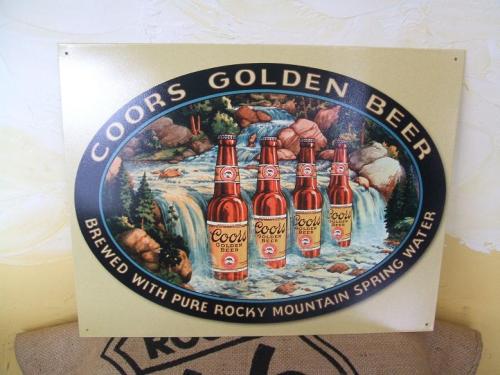 COORS GOLDEN BEER
Coors
GOLDEN
BEER
Coors
GOLDEN
BEER
Coors
GOLDEN
BEER
Coors
GOLDEN
BEER
BREWED WITH PURE ROCKY MOUNTAIN SPRING WATER